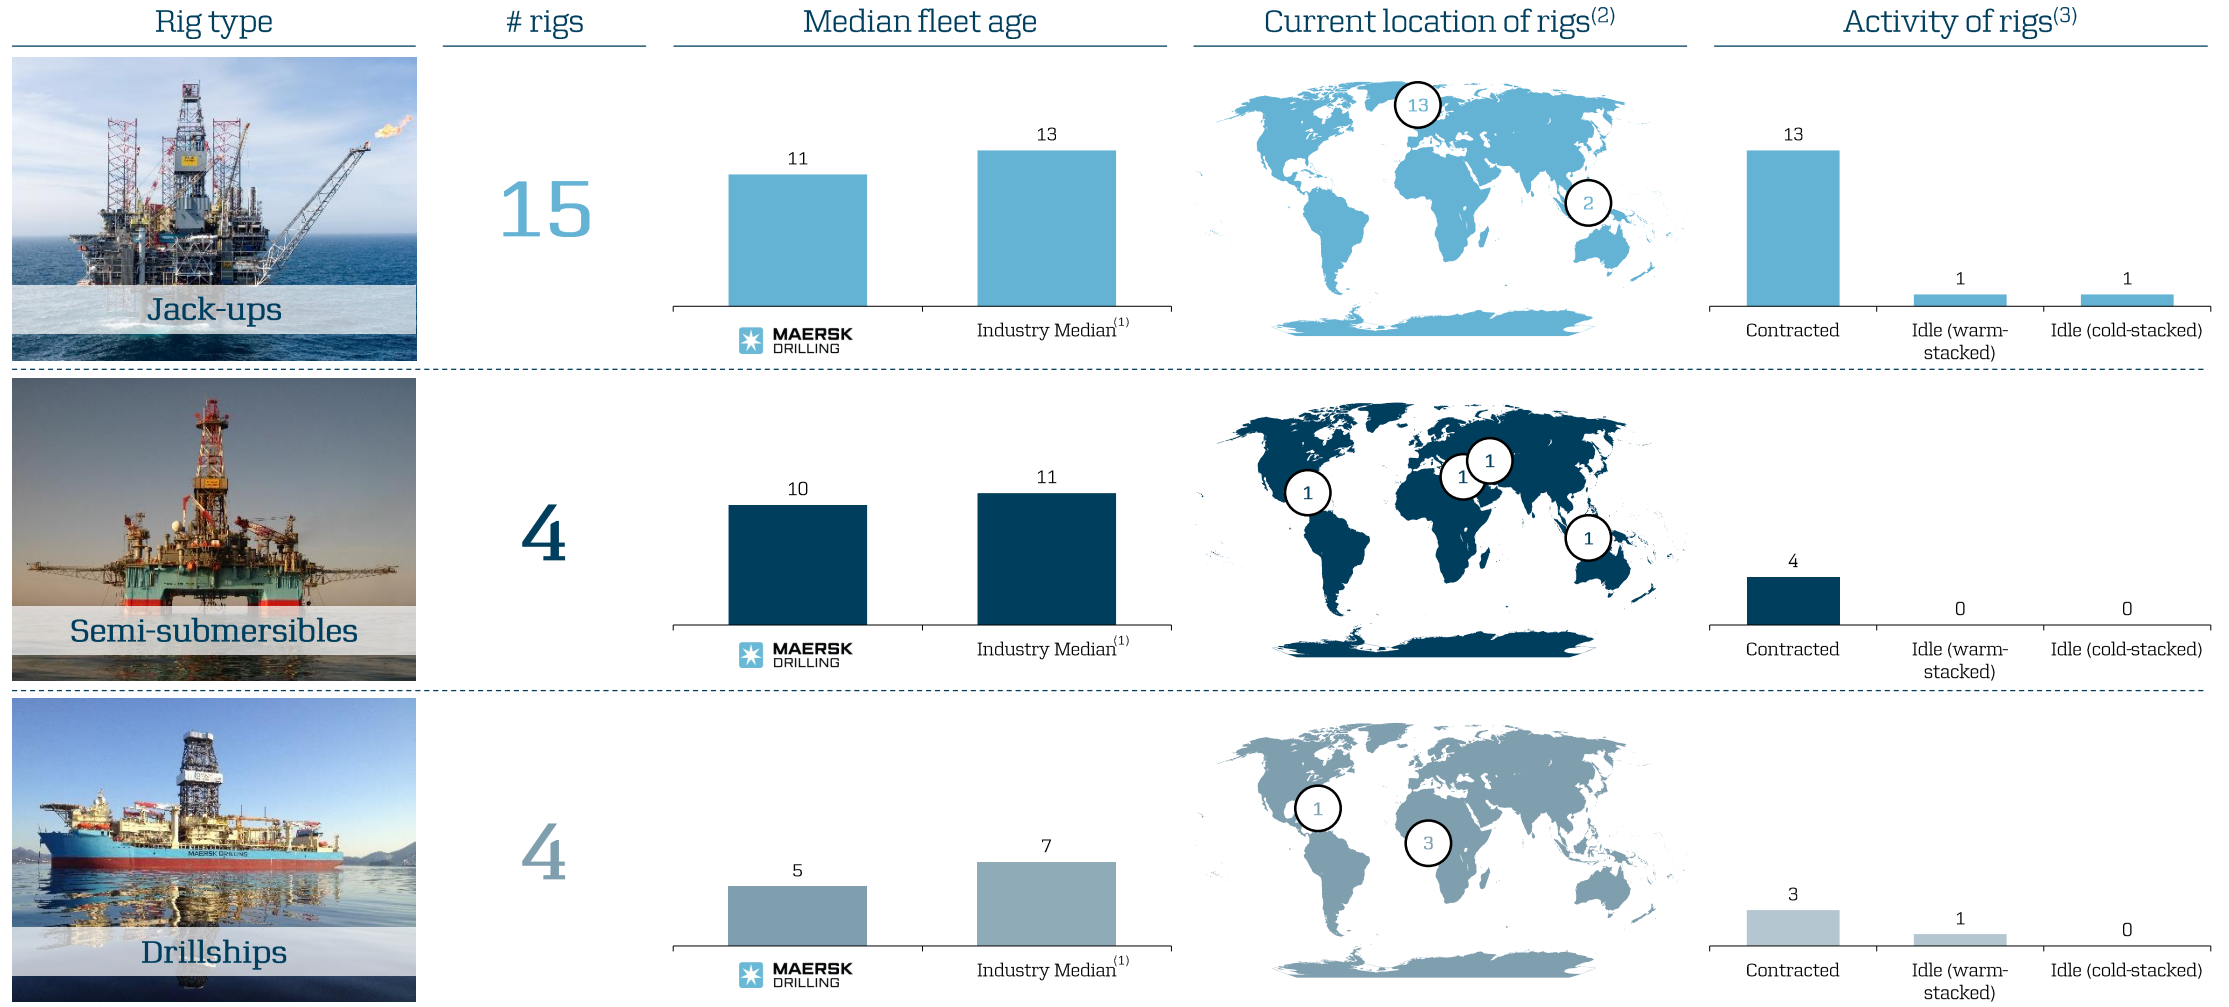 Rig type
# rigs
Median fleet age
Current location of rigs(2)
Activity of rigs(3)
Jack-ups
15
11
13
MAERSK
DRILLING
Industry Median(1)
13
2
13
1
1
Contracted
Idle (warm-
stacked)
Idle (cold-stacked)
Semi-submersibles
4
10
11
MAERSK
DRILLING
Industry Median(1)
1
1
1
1
4
0
0
Contracted
Idle (warm-
stacked)
Idle (cold-stacked)
MAERSK DRILLING
Drillships
4
5
7
MAERSK
DRILLING
Industry Median(1)
1
3
3
1
0
Contracted
Idle (warm-
stacked)
Idle (cold-stacked)